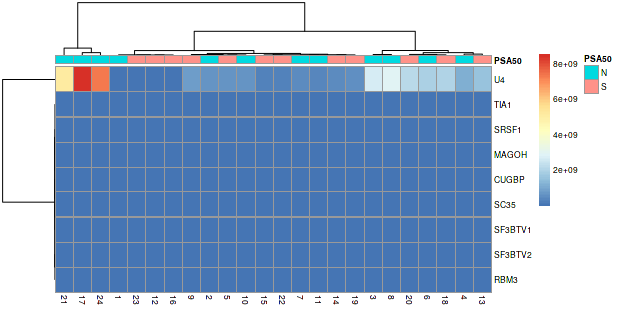 PSA50
U4
TIA1
SRSF1
MAGOH
CUGBP
SC35
SF3BTV1
SF3BTV2
RBM3
21 17 24 1 23 12 16 9 2 5 10 15 22 7 11 14 19 3 8 20 6 18 4 13
8e+09
6e+09
4e+09
2e+09
PSA50
N
S